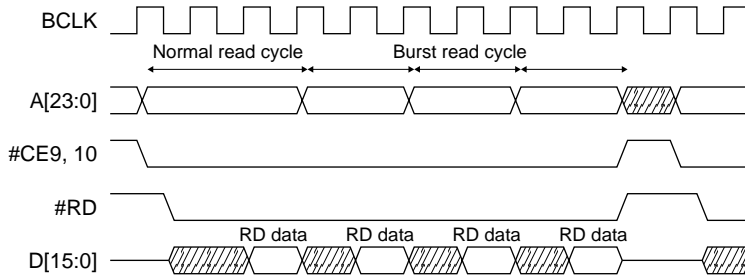 BCLK
Normal read cycle Burst read cycle
A[23:0]
#CE9, 10
#RD
RD data RD data RD data RD data
D[15:0]